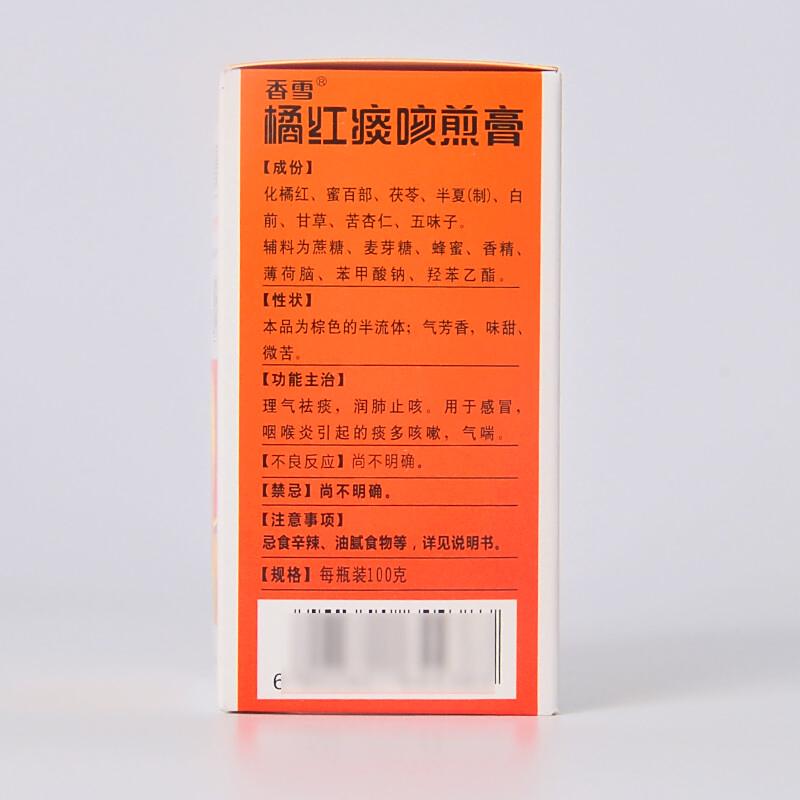 香雪®
橘红痰咳煎膏
【成份】
化橘红、蜜百部、茯苓、半夏(制)、白
前、甘草、苦杏仁、五味子。
辅料为蔗糖、麦芽糖、蜂蜜、香精、
薄荷脑、苯甲酸钠、羟苯乙酯。
【性状】
本品为棕色的半流体；气芳香，味甜、
微苦。
【功能主治】
理气祛痰，润肺止咳。用于感冒，
咽喉炎引起的痰多咳嗽，气喘。
【不良反应】尚不明确。
【禁忌】尚不明确。
【注意事项】
忌食辛辣、油腻食物等，详见说明书。
【规格】每瓶装100克
6